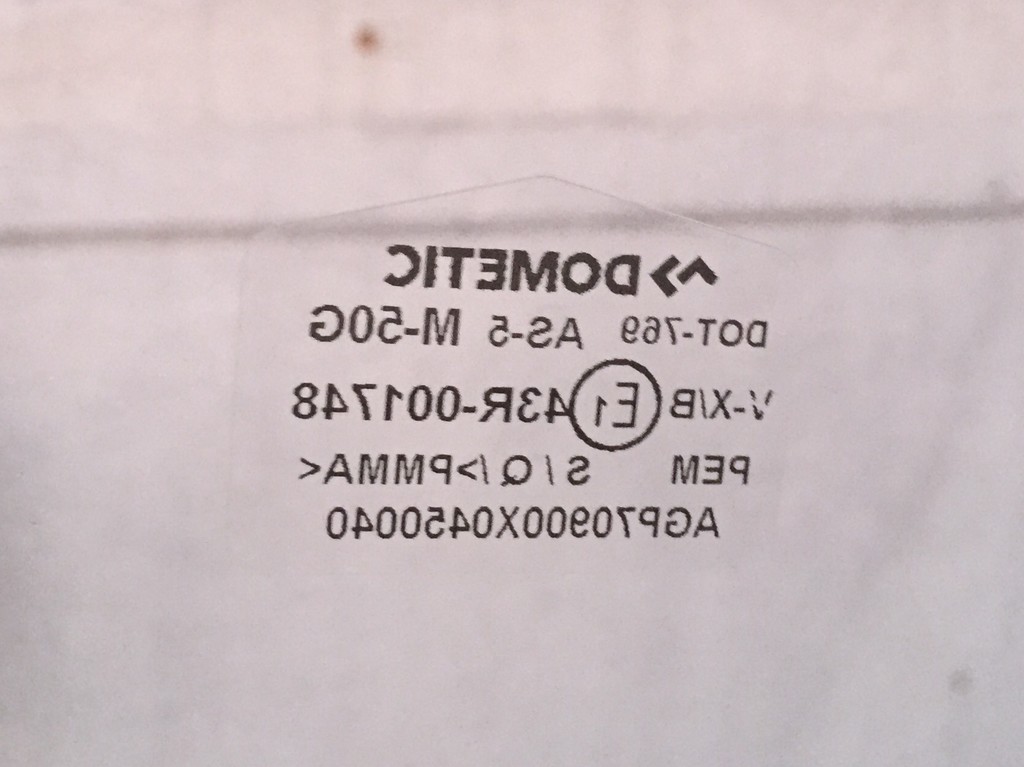 DOMETIC
DOT-769 AS-5 M-50G
V-X/B E1 43R-001748
PEM S / Q />PMMA<
AGP70900X0450040